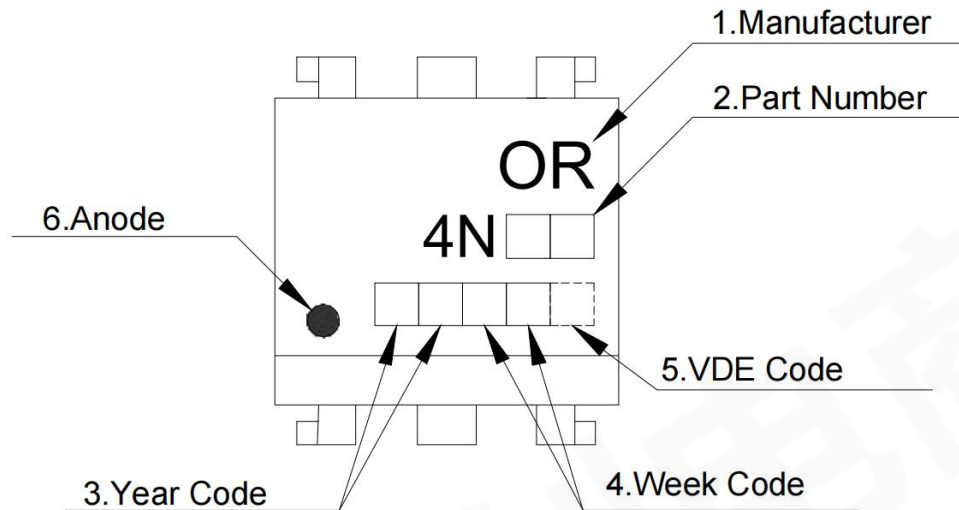 1.Manufacturer
2.Part Number
OR
6.Anode
4N
5.VDE Code
3.Year Code
4.Week Code